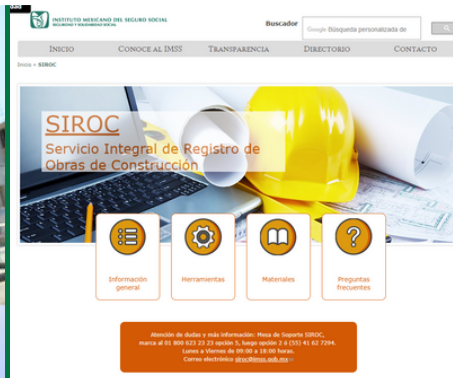 dad
INSTITUTO MEXICANO DEL SEGURO SOCIAL
SEGURIDAD Y SOLIDARIDAD SOCIAL
Buscador
Google Búsqueda personalizada de
INICIO
CONOCE AL IMSS
TRANSPARENCIA
DIRECTORIO
CONTACTO
Inicio » SIROC
SIROC
Servicio Integral de Registro de
Obras de Construcción
Información
general
Herramientas
Materiales
Preguntas
frecuentes
Atención de dudas y más información: Mesa de Soporte SIROC,
marca al 01 800 623 23 23 opción 5, luego opción 2 ó (55) 41 62 7294.
Lunes a Viernes de 09:00 a 18:00 horas.
Correo electrónico siroc@imss.gob.mx